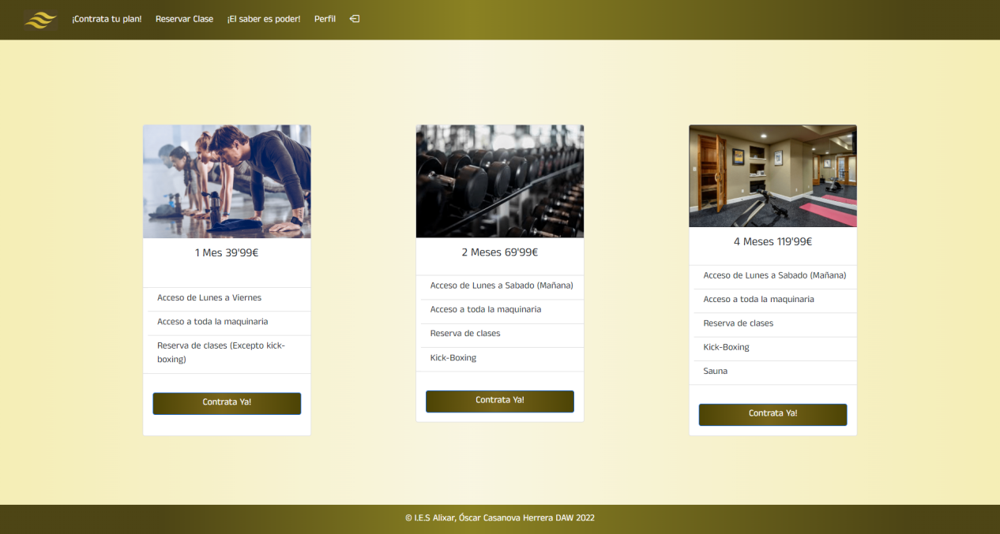 ¡Contrata tu plan! Reservar Clase ¡El saber es poder! Perfil
1 Mes 39'99€
Acceso de Lunes a Viernes
Acceso a toda la maquinaria
Reserva de clases (Excepto kick-
boxing)
Contrata Ya!
2 Meses 69'99€
Acceso de Lunes a Sabado (Mañana)
Acceso a toda la maquinaria
Reserva de clases
Kick-Boxing
Contrata Ya!
4 Meses 119'99€
Acceso de Lunes a Sabado (Mañana)
Acceso a toda la maquinaria
Reserva de clases
Kick-Boxing
Sauna
Contrata Ya!
© I.E.S Alixar, Óscar Casanova Herrera DAW 2022